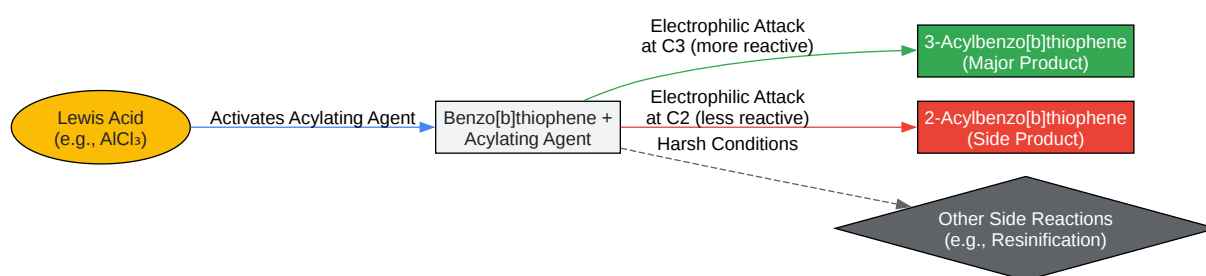 Lewis Acid
(e.g., AlCl₃)
Activates Acylating Agent
Benzo[b]thiophene +
Acylating Agent
Electrophilic Attack
at C3 (more reactive)
3-Acylbenzo[b]thiophene
(Major Product)
Electrophilic Attack
at C2 (less reactive)
2-Acylbenzo[b]thiophene
(Side Product)
Harsh Conditions
Other Side Reactions
(e.g., Resinification)